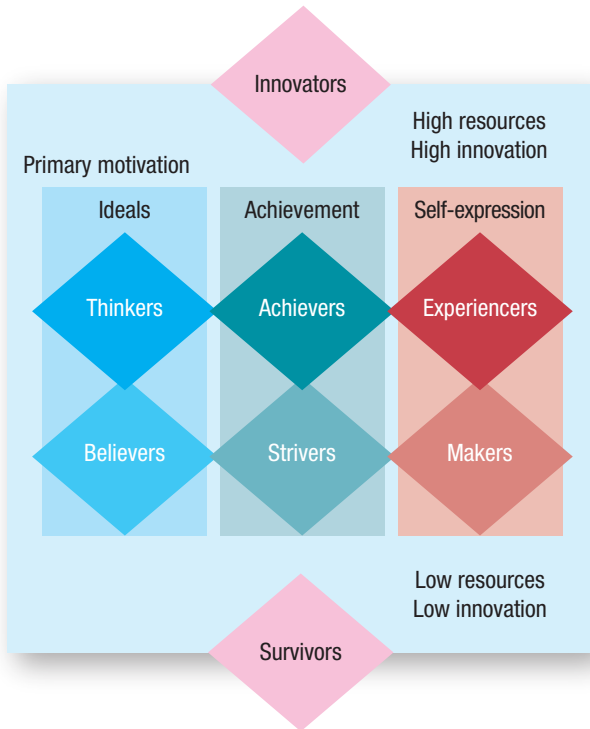 Innovators
High resources
High innovation
Primary motivation
Ideals
Achievement
Self-expression
Thinkers
Achievers
Experiencers
Believers
Strivers
Makers
Low resources
Low innovation
Survivors